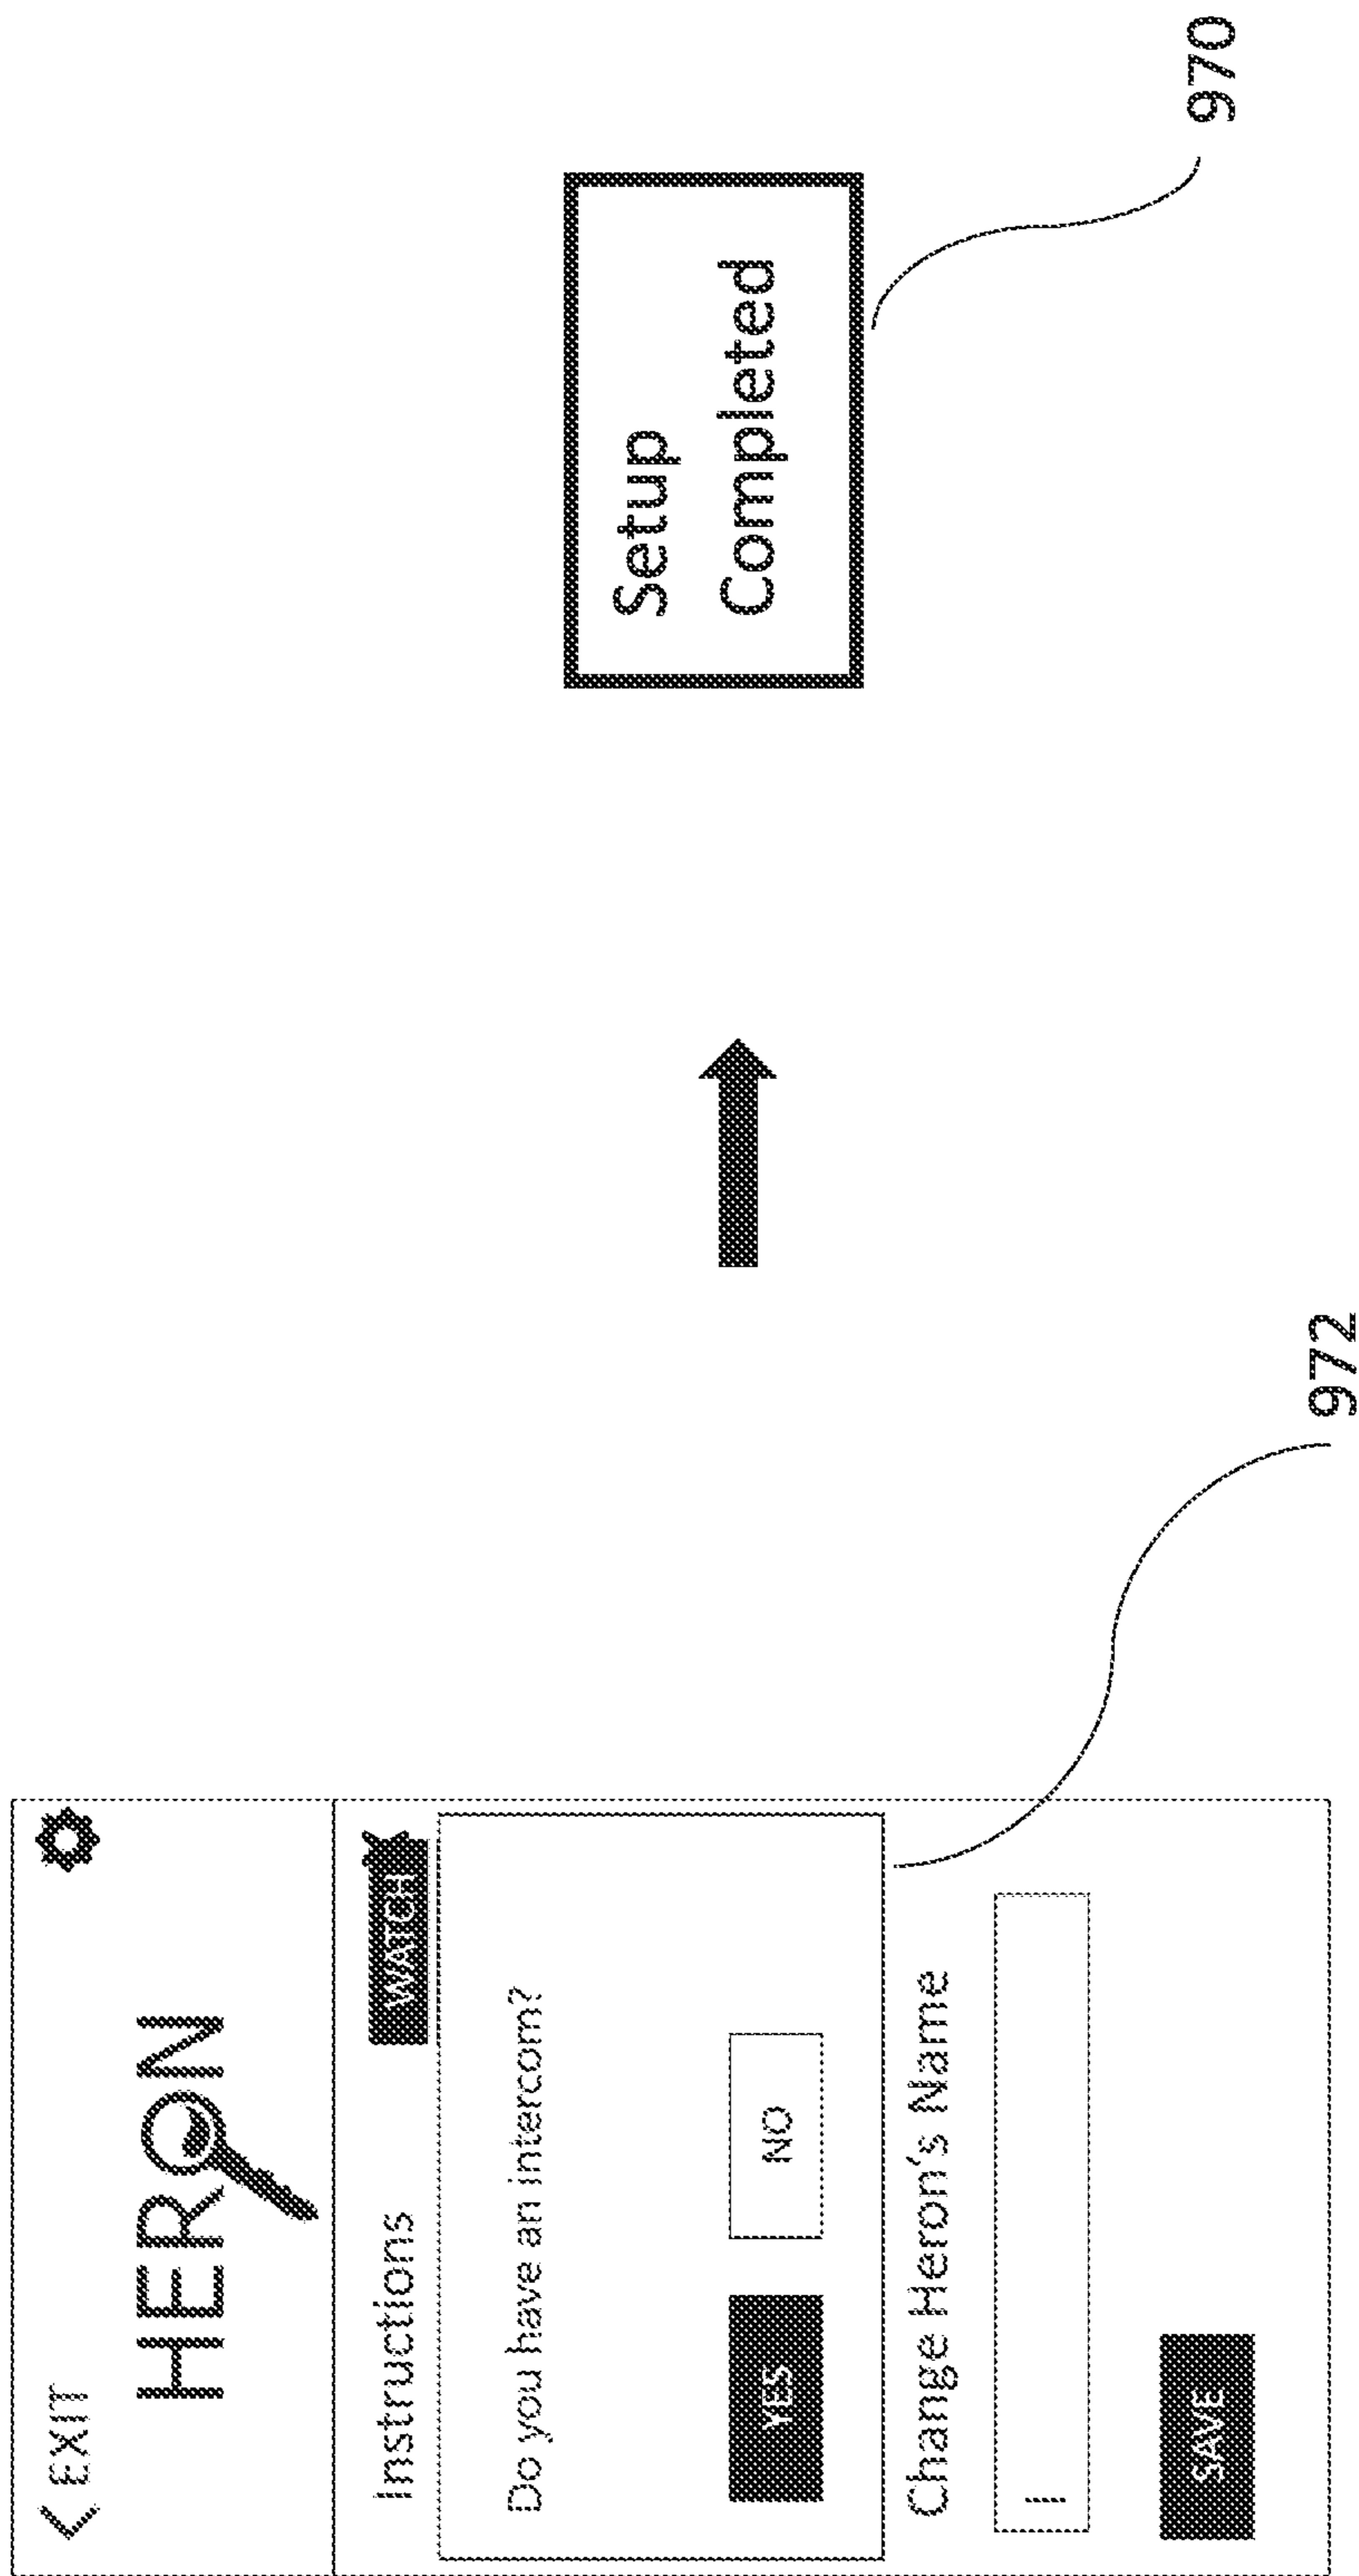 < EXIT
HERON
Instructions
WATCH
Do you have an intercom?
YES
NO
Change Heron's Name
SAVE
972
Setup
Completed
970